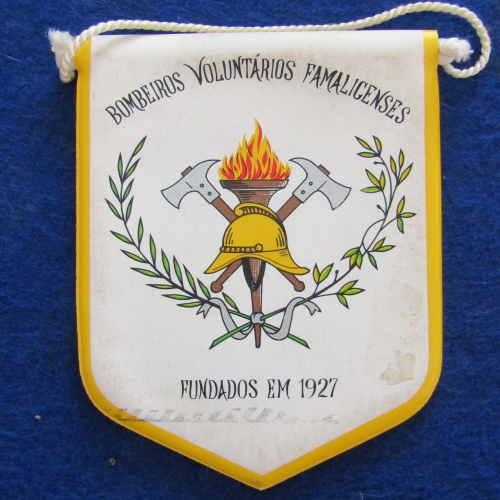 BOMBEIROS VOLUNTÁRIOS FAMALICENSES
FUNDADOS EM 1927